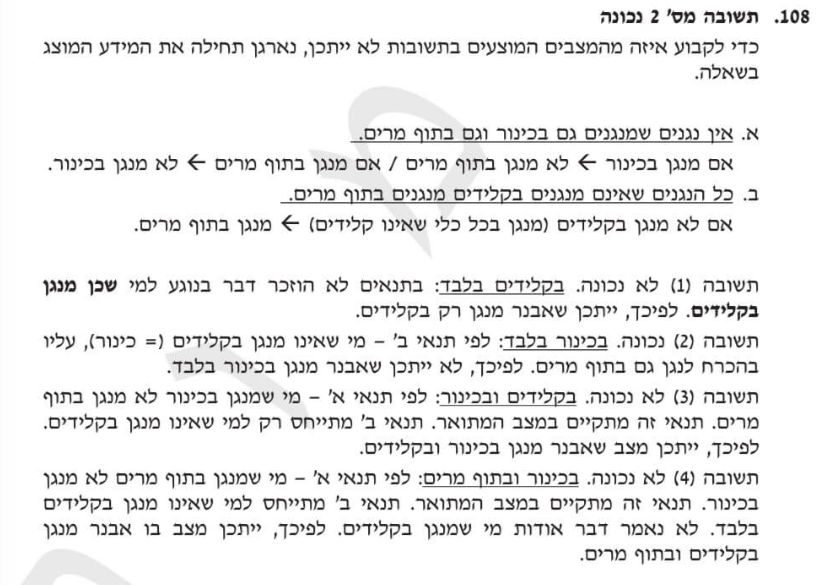 108. תשובה מס' 2 נכונה
כדי לקבוע איזה מהמצבים המוצעים בתשובות לא ייתכן, נארגן תחילה את המידע המוצג
בשאלה.
א. אין נגנים שמנגנים גם בכינור וגם בתוף מרים.
אם מנגן בכינור ← לא מנגן בתוף מרים / אם מנגן בתוף מרים ← לא מנגן בכינור.
ב. כל הנגנים שאינם מנגנים בקלידים מנגנים בתוף מרים.
אם לא מנגן בקלידים (מנגן בכל כלי שאינו קלידים) ← מנגן בתוף מרים.
תשובה (1) לא נכונה. בקלידים בלבד: בתנאים לא הוזכר דבר בנוגע למי שכן מנגן
בקלידים. לפיכך, ייתכן שאבנר מנגן רק בקלידים.
תשובה (2) נכונה. בכינור בלבד: לפי תנאי ב' – מי שאינו מנגן בקלידים (= כינור), עליו
בהכרח לנגן גם בתוף מרים. לפיכך, לא ייתכן שאבנר מנגן בכינור בלבד.
תשובה (3) לא נכונה. בקלידים ובכינור: לפי תנאי א' – מי שמנגן בכינור לא מנגן בתוף
מרים. תנאי זה מתקיים במצב המתואר. תנאי ב' מתייחס רק למי שאינו מנגן בקלידים.
לפיכך, ייתכן מצב שאבנר מנגן בכינור ובקלידים.
תשובה (4) לא נכונה. בכינור ובתוף מרים: לפי תנאי א' – מי שמנגן בתוף מרים לא מנגן
בכינור. תנאי זה מתקיים במצב המתואר. תנאי ב' מתייחס למי שאינו מנגן בקלידים
בלבד. לא נאמר דבר אודות מי שמנגן בקלידים. לפיכך, ייתכן מצב בו אבנר מנגן
בקלידים ובתוף מרים.